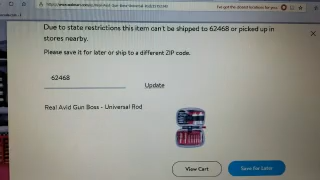 Due to state restrictions this item can't be shipped to 62468 or picked up in
stores nearby.
Please save it for later or ship to a different ZIP code.
62468
Update
Real Avid Gun Boss - Universal Rod
View Cart
Save for Later